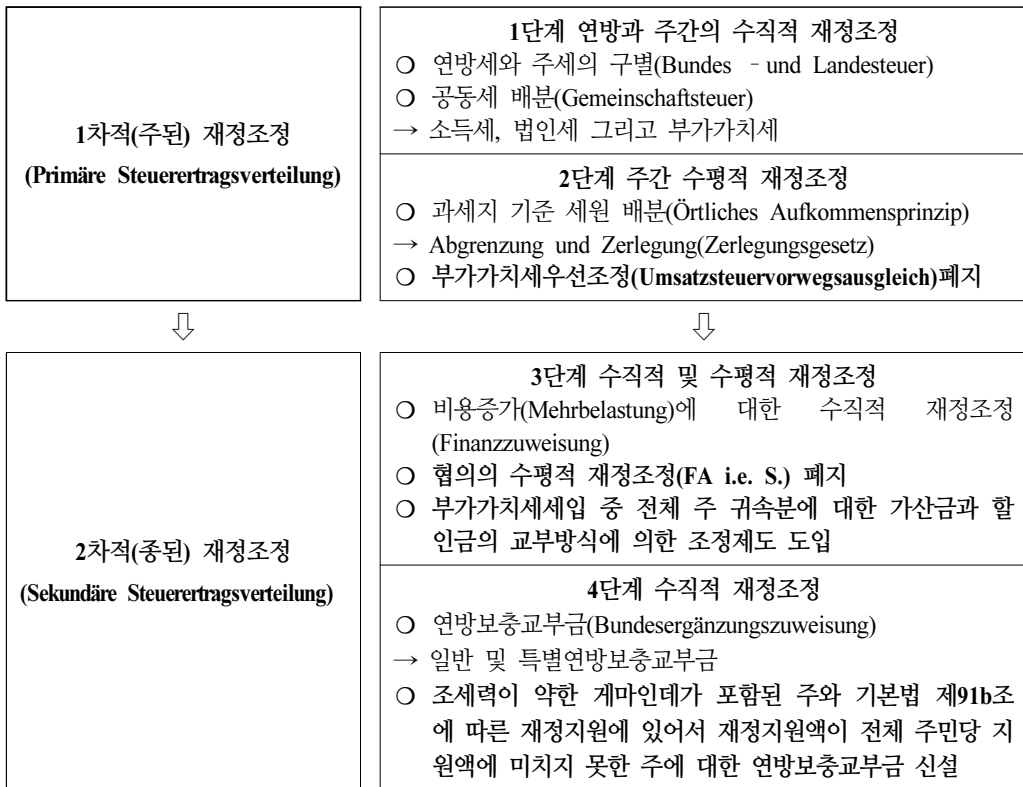 1차적(주된) 재정조정
(Primäre Steuerertragsverteilung)
1단계 연방과 주간의 수직적 재정조정
❍ 연방세와 주세의 구별(Bundes - und Landesteuer)
❍ 공동세 배분(Gemeinschaftsteuer)
→ 소득세, 법인세 그리고 부가가치세
2단계 주간 수평적 재정조정
❍ 과세지 기준 세원 배분(Örtliches Aufkommensprinzip)
→ Abgrenzung und Zerlegung(Zerlegungsgesetz)
❍ 부가가치세우선조정(Umsatzsteuervorwegsausgleich)폐지
⇩ ⇩
2차적(종된) 재정조정
(Sekundäre Steuerertragsverteilung)
3단계 수직적 및 수평적 재정조정
❍ 비용증가(Mehrbelastung)에 대한 수직적 재정조정
(Finanzzuweisung)
❍ 협의의 수평적 재정조정(FA i.e. S.) 폐지
❍ 부가가치세세입 중 전체 주 귀속분에 대한 가산금과 할
인금의 교부방식에 의한 조정제도 도입
4단계 수직적 재정조정
❍ 연방보충교부금(Bundesergänzungszuweisung)
→ 일반 및 특별연방보충교부금
❍ 조세력이 약한 게마인데가 포함된 주와 기본법 제91b조
에 따른 재정지원에 있어서 재정지원액이 전체 주민당 지
원액에 미치지 못한 주에 대한 연방보충교부금 신설